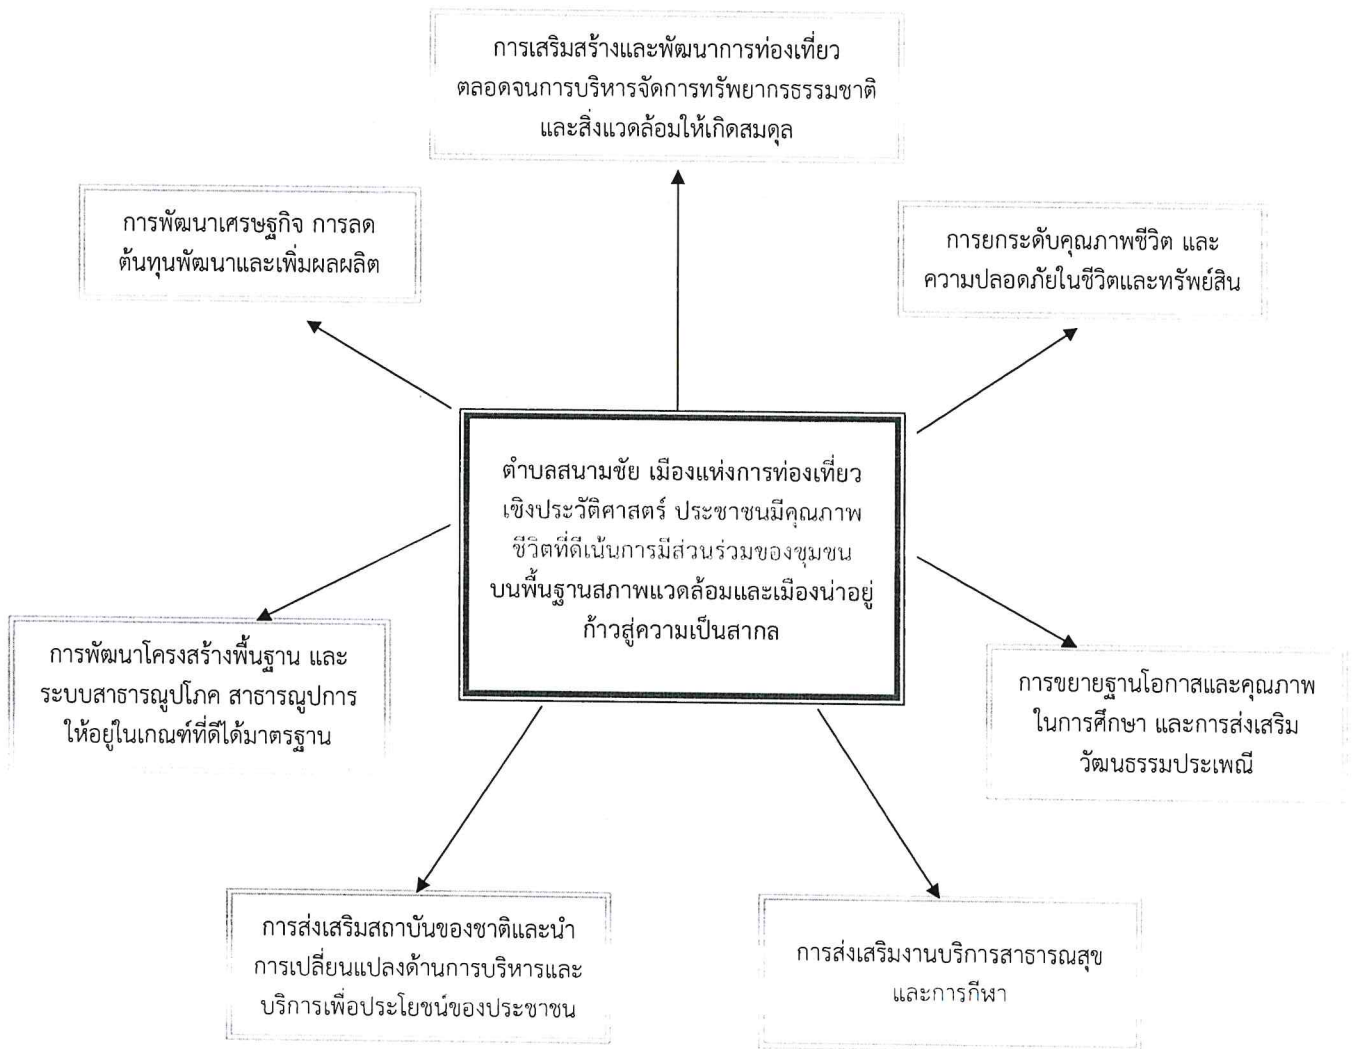 การเสริมสร้างและพัฒนาการท่องเที่ยว
ตลอดจนการบริหารจัดการทรัพยากรธรรมชาติ
และสิ่งแวดล้อมให้เกิดสมดุล
การพัฒนาเศรษฐกิจ การลด
ต้นทุนพัฒนาและเพิ่มผลผลิต
การยกระดับคุณภาพชีวิต และ
ความปลอดภัยในชีวิตและทรัพย์สิน
ตำบลสนามชัย เมืองแห่งการท่องเที่ยว
เชิงประวัติศาสตร์ ประชาชนมีคุณภาพ
ชีวิตที่ดีเน้นการมีส่วนร่วมของชุมชน
บนพื้นฐานสภาพแวดล้อมและเมืองน่าอยู่
ก้าวสู่ความเป็นสากล
การพัฒนาโครงสร้างพื้นฐาน และ
ระบบสาธารณูปโภค สาธารณูปการ
ให้อยู่ในเกณฑ์ที่ดีได้มาตรฐาน
การขยายฐานโอกาสและคุณภาพ
ในการศึกษา และการส่งเสริม
วัฒนธรรมประเพณี
การส่งเสริมสถาบันของชาติและนำ
การเปลี่ยนแปลงด้านการบริหารและ
บริการเพื่อประโยชน์ของประชาชน
การส่งเสริมงานบริการสาธารณสุข
และการกีฬา